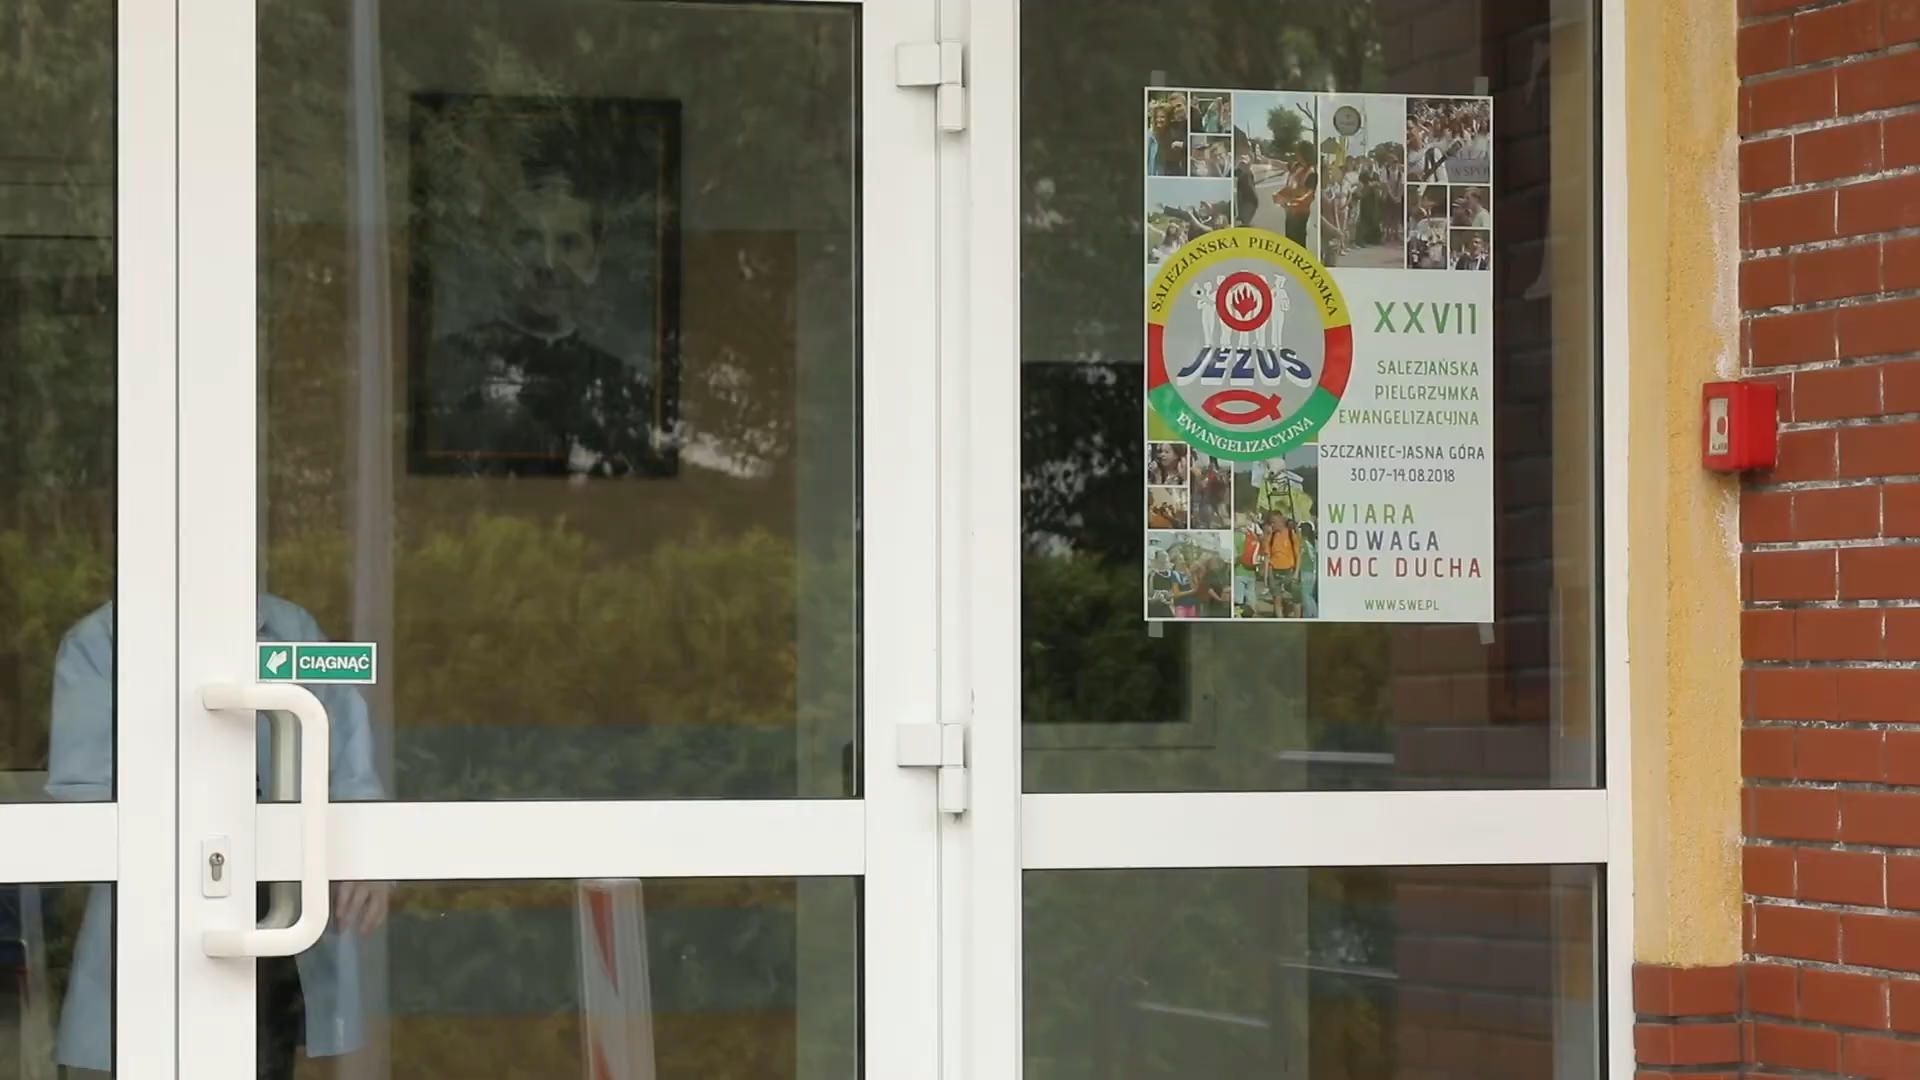 CIĄGNĄĆ
SALEZJAŃSKA PIELGRZYMKA
JEZUS
EWANGELIZACYJNA
XXVII
SALEZJAŃSKA
PIELGRZYMKA
EWANGELIZACYJNA
SZCZANIEC-JASNA GÓRA
30.07-14.08.2018
WIARA
ODWAGA
MOC DUCHA
WWW.SWE.PL